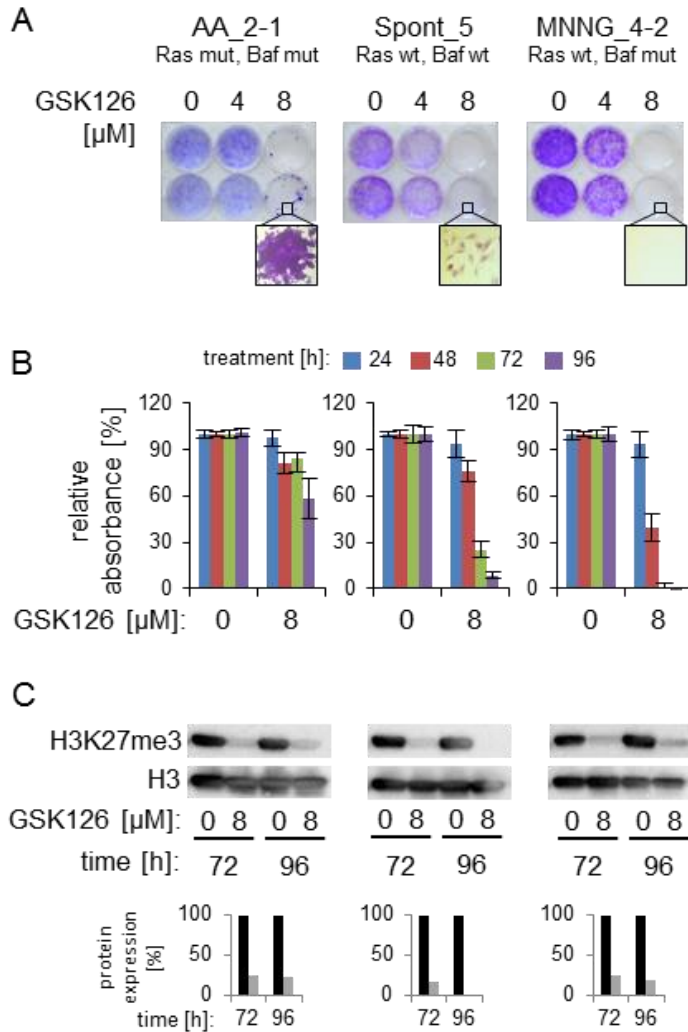 A
AA_2-1 Spont_5 MNNG_4-2
Ras mut, Baf mut Ras wt, Baf wt Ras wt, Baf mut
GSK126 0 4 8 0 4 8 0 4 8
[µM]
B
treatment [h]: 24 48 72 96
120 120 120
90 90 90
60 60 60
30 30 30
0 0 0
relative
absorbance [%]
GSK126 [µM]: 0 8 0 8 0 8
C
H3K27me3
H3
GSK126 [µM]: 0 8 0 8 0 8 0 8 0 8 0 8
time [h]: 72 96 72 96 72 96
100 100 100
50 50 50
0 0 0
protein
expression
[%]
time [h]: 72 96 72 96 72 96